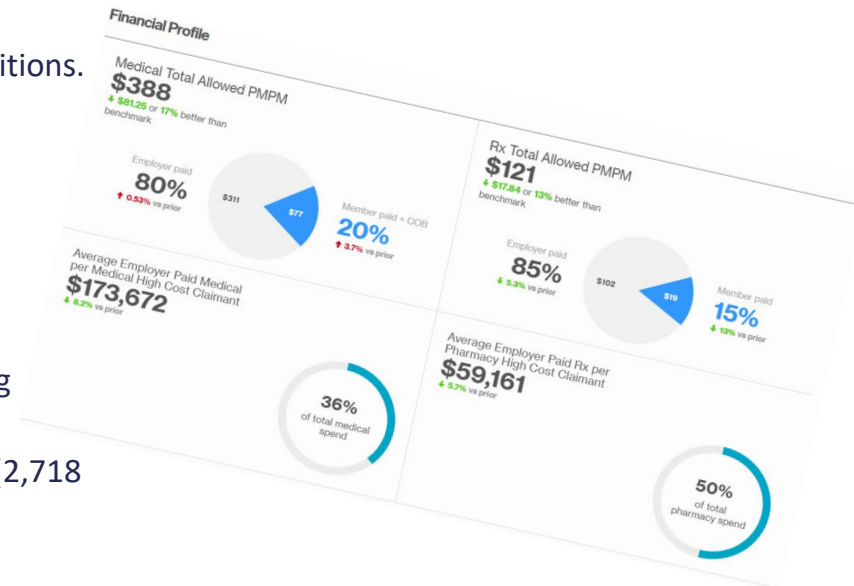 itions.
g
(2,718
Financial Profile
Medical Total Allowed PMPM
$388
↓ $81.25 or 17% better than
benchmark
Employer paid
80%
↑ 0.53% vs prior
$311
$77
Member paid + COB
20%
↑ 3.7% vs prior
Rx Total Allowed PMPM
$121
↓ $17.84 or 13% better than
benchmark
Employer paid
85%
↓ 5.3% vs prior
$102
$19
Member paid
15%
↓ 13% vs prior
Average Employer Paid Medical
per Medical High Cost Claimant
$173,672
↓ 8.2% vs prior
36%
of total medical
spend
Average Employer Paid Rx per
Pharmacy High Cost Claimant
$59,161
↓ 5.7% vs prior
50%
of total
pharmacy spend